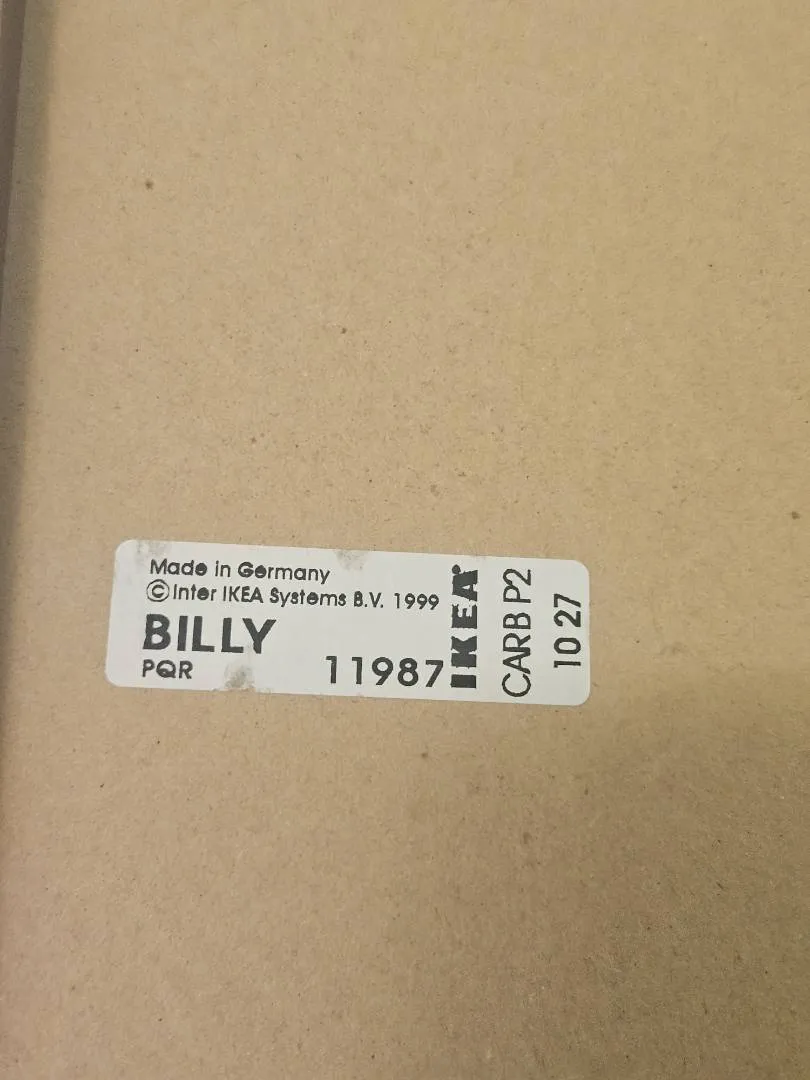 Made in Germany
© Inter IKEA Systems B.V. 1999
BILLY
PQR 11987
IKEA®
CARB P2
10 27